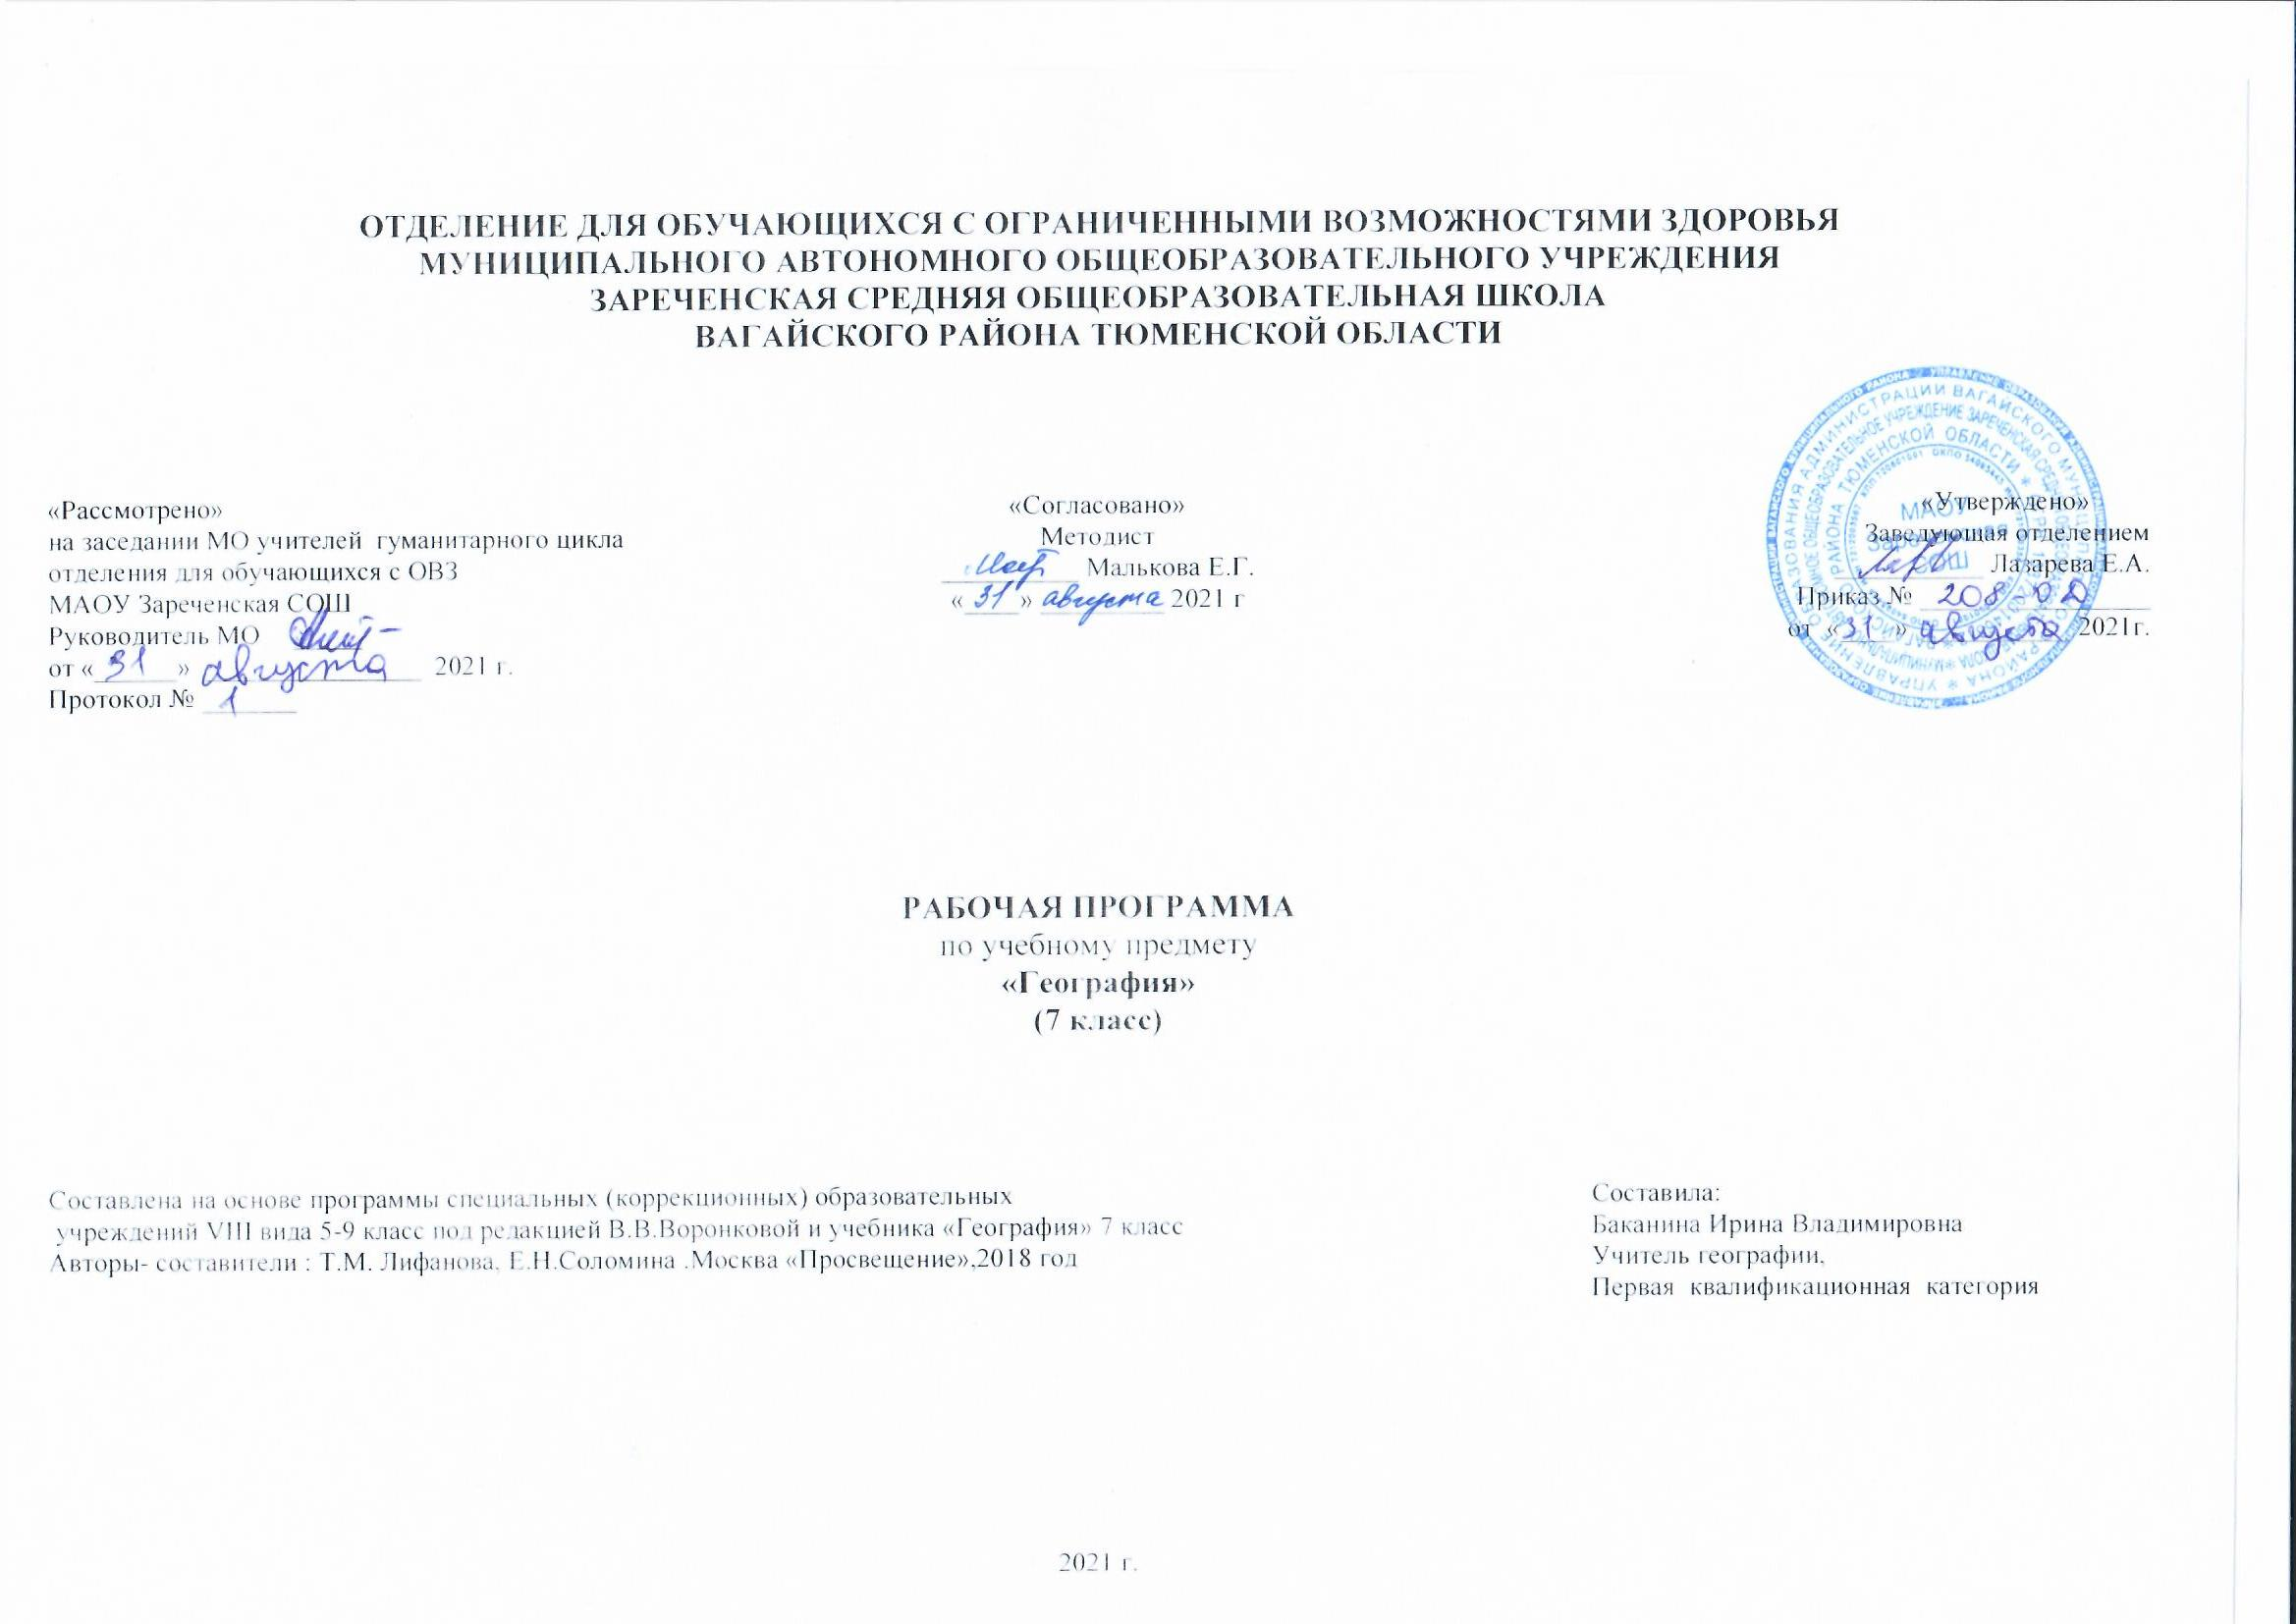 ОТДЕЛЕНИЕ ДЛЯ ОБУЧАЮЩИХСЯ С ОГРАНИЧЕННЫМИ ВОЗМОЖНОСТЯМИ ЗДОРОВЬЯ
МУНИЦИПАЛЬНОГО АВТОНОМНОГО ОБЩЕОБРАЗОВАТЕЛЬНОГО УЧРЕЖДЕНИЯ
ЗАРЕЧЕНСКАЯ СРЕДНЯЯ ОБЩЕОБРАЗОВАТЕЛЬНАЯ ШКОЛА
ВАГАЙСКОГО РАЙОНА ТЮМЕНСКОЙ ОБЛАСТИ
«Рассмотрено»
на заседании МО учителей гуманитарного цикла
отделения для обучающихся с ОВЗ
МАОУ Зареченская СОШ
Руководитель МО
от «31» августа 2021 г.
Протокол № 1
«Согласовано»
Методист
Малькова Е.Г.
«31» августа 2021 г
«Утверждено»
Заведующая отделением
Лазарева Е.А.
Приказ № 208-ОД
от «31» августа 2021г.
МАОУ
Зареченская
СОШ
РАБОЧАЯ ПРОГРАММА
по учебному предмету
«География»
(7 класс)
Составлена на основе программы специальных (коррекционных) образовательных
учреждений VIII вида 5-9 класс под редакцией В.В.Воронковой и учебника «География» 7 класс
Авторы- составители : Т.М. Лифанова, Е.Н.Соломина .Москва «Просвещение»,2018 год
Составила:
Баканина Ирина Владимировна
Учитель географии,
Первая квалификационная категория
2021 г.